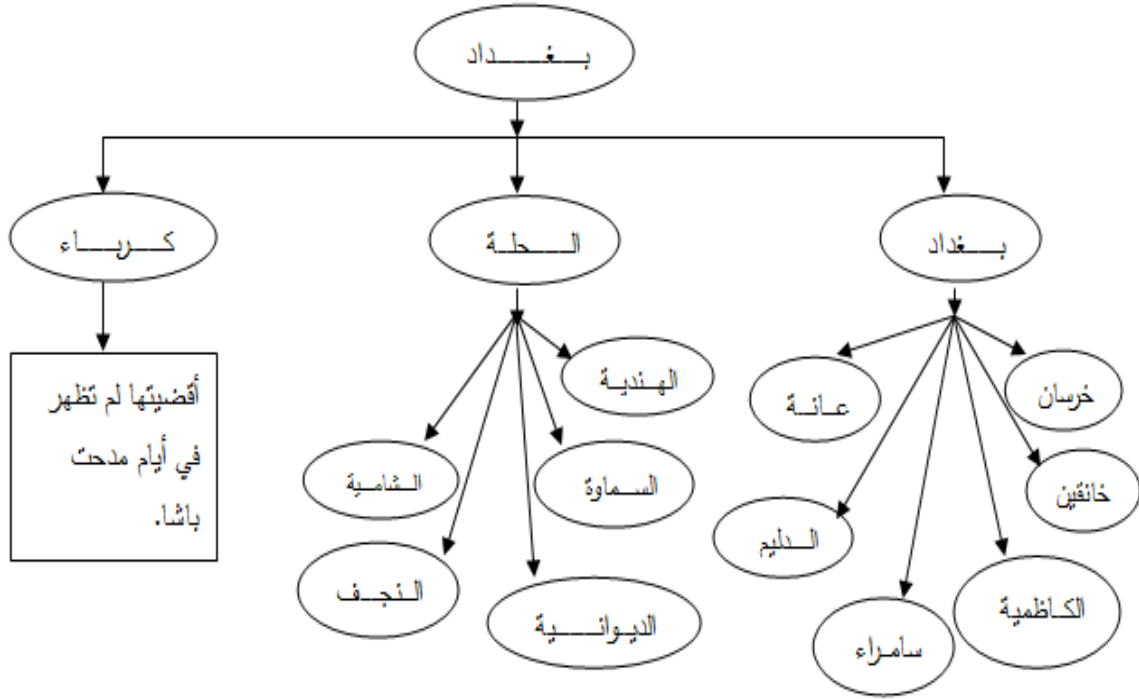 بغداد
بغداد
الحلة
كرباء
خرسان
خانقين
الكاظمية
سامراء
الدليم
عانة
الهندية
السماوة
الديوانية
النجف
الشامية
أقضيتها لم تظهر
في أيام مدحت
باشا.